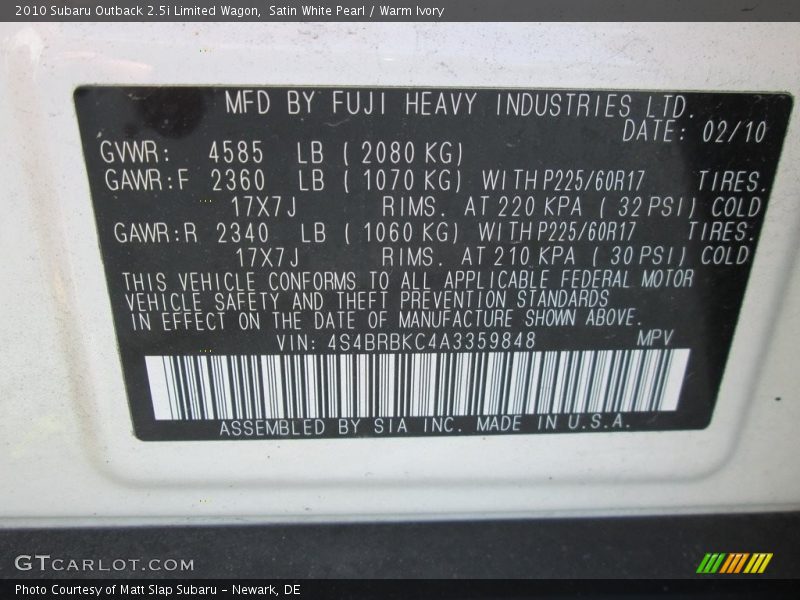 2010 Subaru Outback 2.5i Limited Wagon, Satin White Pearl / Warm Ivory
MFD BY FUJI HEAVY INDUSTRIES LTD.
DATE: 02/10
GVWR: 4585 LB ( 2080 KG)
GAWR:F 2360 LB ( 1070 KG) WITH P225/60R17 TIRES.
17X7J RIMS. AT 220 KPA ( 32 PSI) COLD
GAWR:R 2340 LB ( 1060 KG) WITH P225/60R17 TIRES.
17X7J RIMS. AT 210 KPA ( 30 PSI) COLD
THIS VEHICLE CONFORMS TO ALL APPLICABLE FEDERAL MOTOR
VEHICLE SAFETY AND THEFT PREVENTION STANDARDS
IN EFFECT ON THE DATE OF MANUFACTURE SHOWN ABOVE.
VIN: 4S4BRBKC4A3359848 MPV
ASSEMBLED BY SIA INC. MADE IN U.S.A.
GTCARLOT.COM
Photo Courtesy of Matt Slap Subaru - Newark, DE